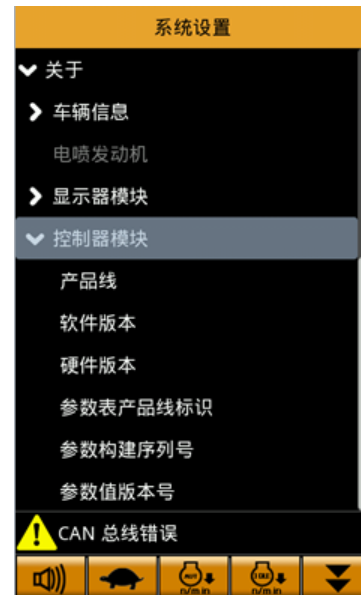 系统设置
关于
车辆信息
电喷发动机
显示器模块
控制器模块
产品线
软件版本
硬件版本
参数表产品线标识
参数构建序列号
参数值版本号
CAN 总线错误
AUT IDLE
n/min n/min